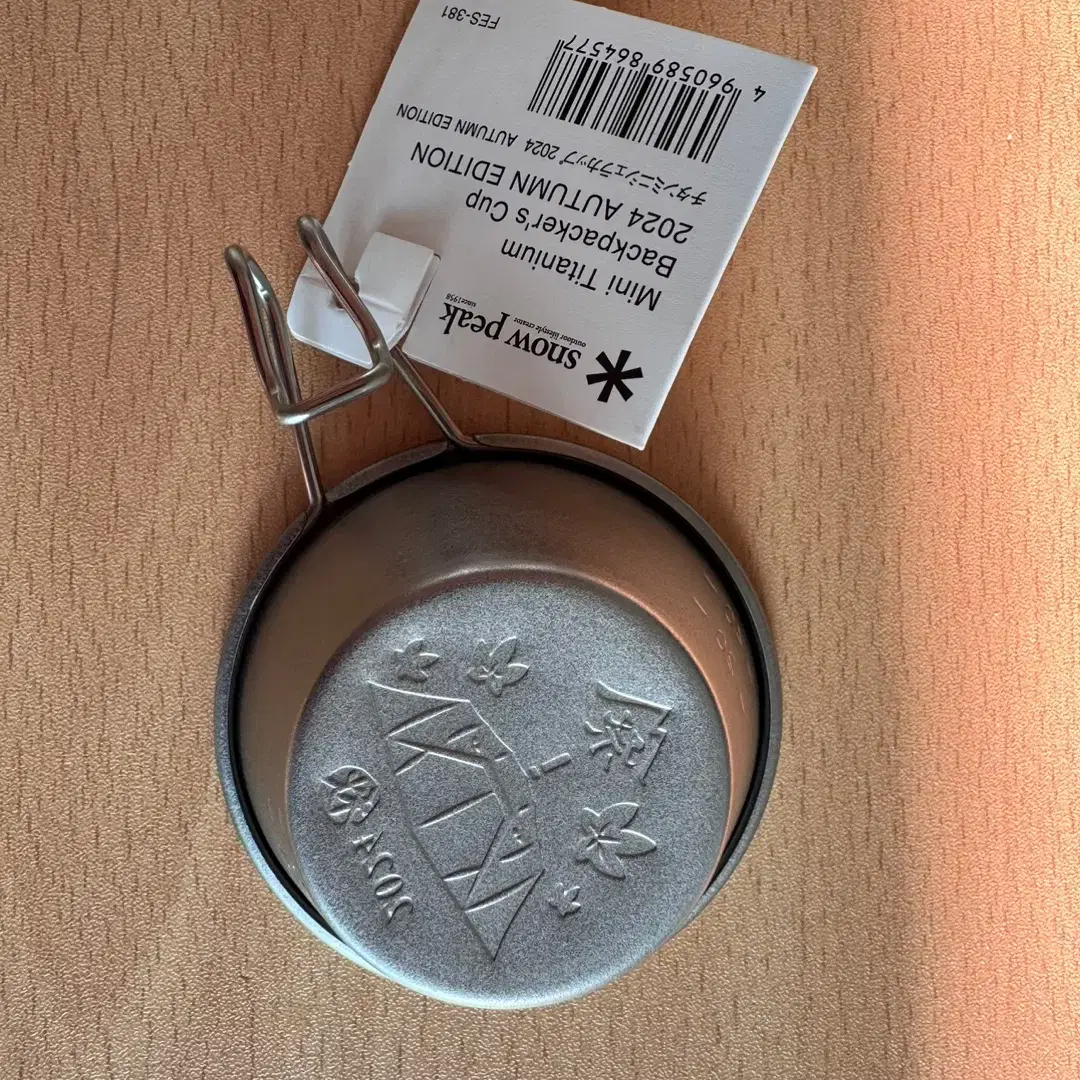 snow peak
outdoor lifestyle creator
since1958
Mini Titanium
Backpacker's Cup
2024 AUTUMN EDITION
チタンミニシェラカップ 2024 AUTUMN EDITION
4 960589 864577
FES-381
2024